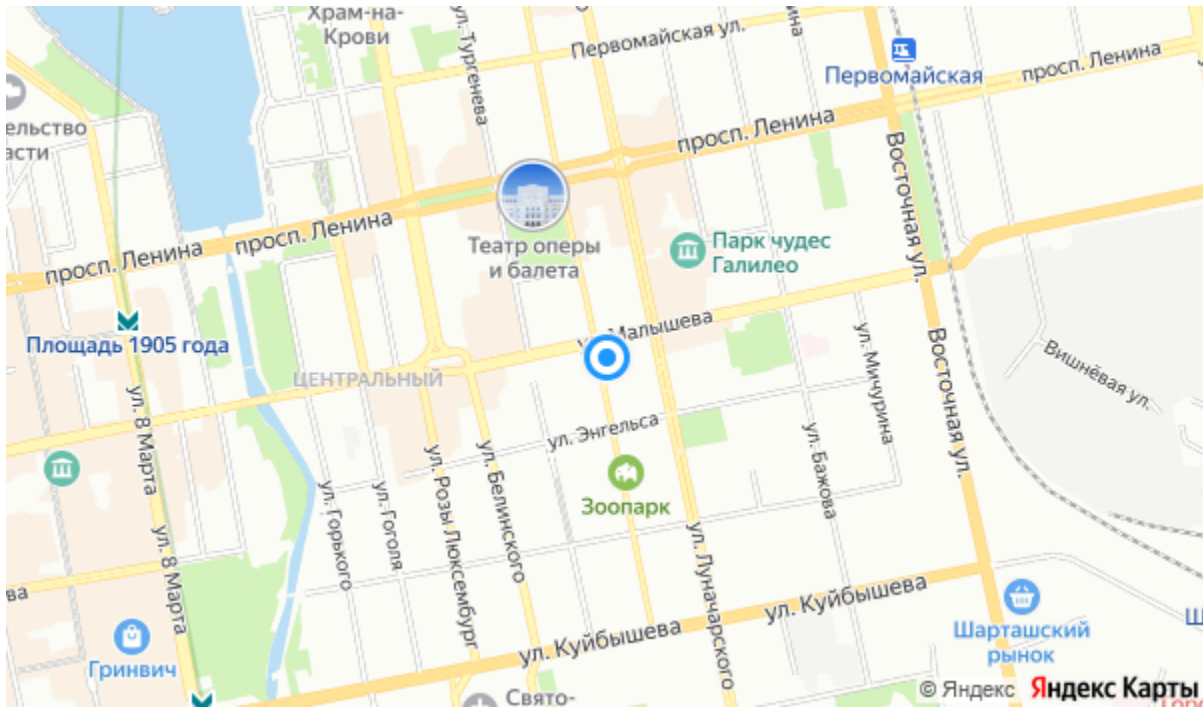 Храм-на-
Крови
ул. Тургенева
Первомайская ул.
Первомайская
просп. Ленина
просп. Ленина
Восточная ул.
Театр оперы
и балета
Парк чудес
Галилео
просп. Ленина
просп. Ленина
Площадь 1905 года
ЦЕНТРАЛЬНЫЙ
Малышева
ул. Мичурина
Вишнёвая ул.
Восточная ул.
ул. 8 Марта
ул. Энгельса
ул. Бажова
Зоопарк
ул. Горького
ул. Гоголя
ул. Розы Люксембург
ул. Белинского
ул. Луначарского
ул. 8 Марта
ул. Куйбышева
ул. Куйбышева
Шарташский
рынок
Гринвич
Свято-
© Яндекс Яндекс Карты